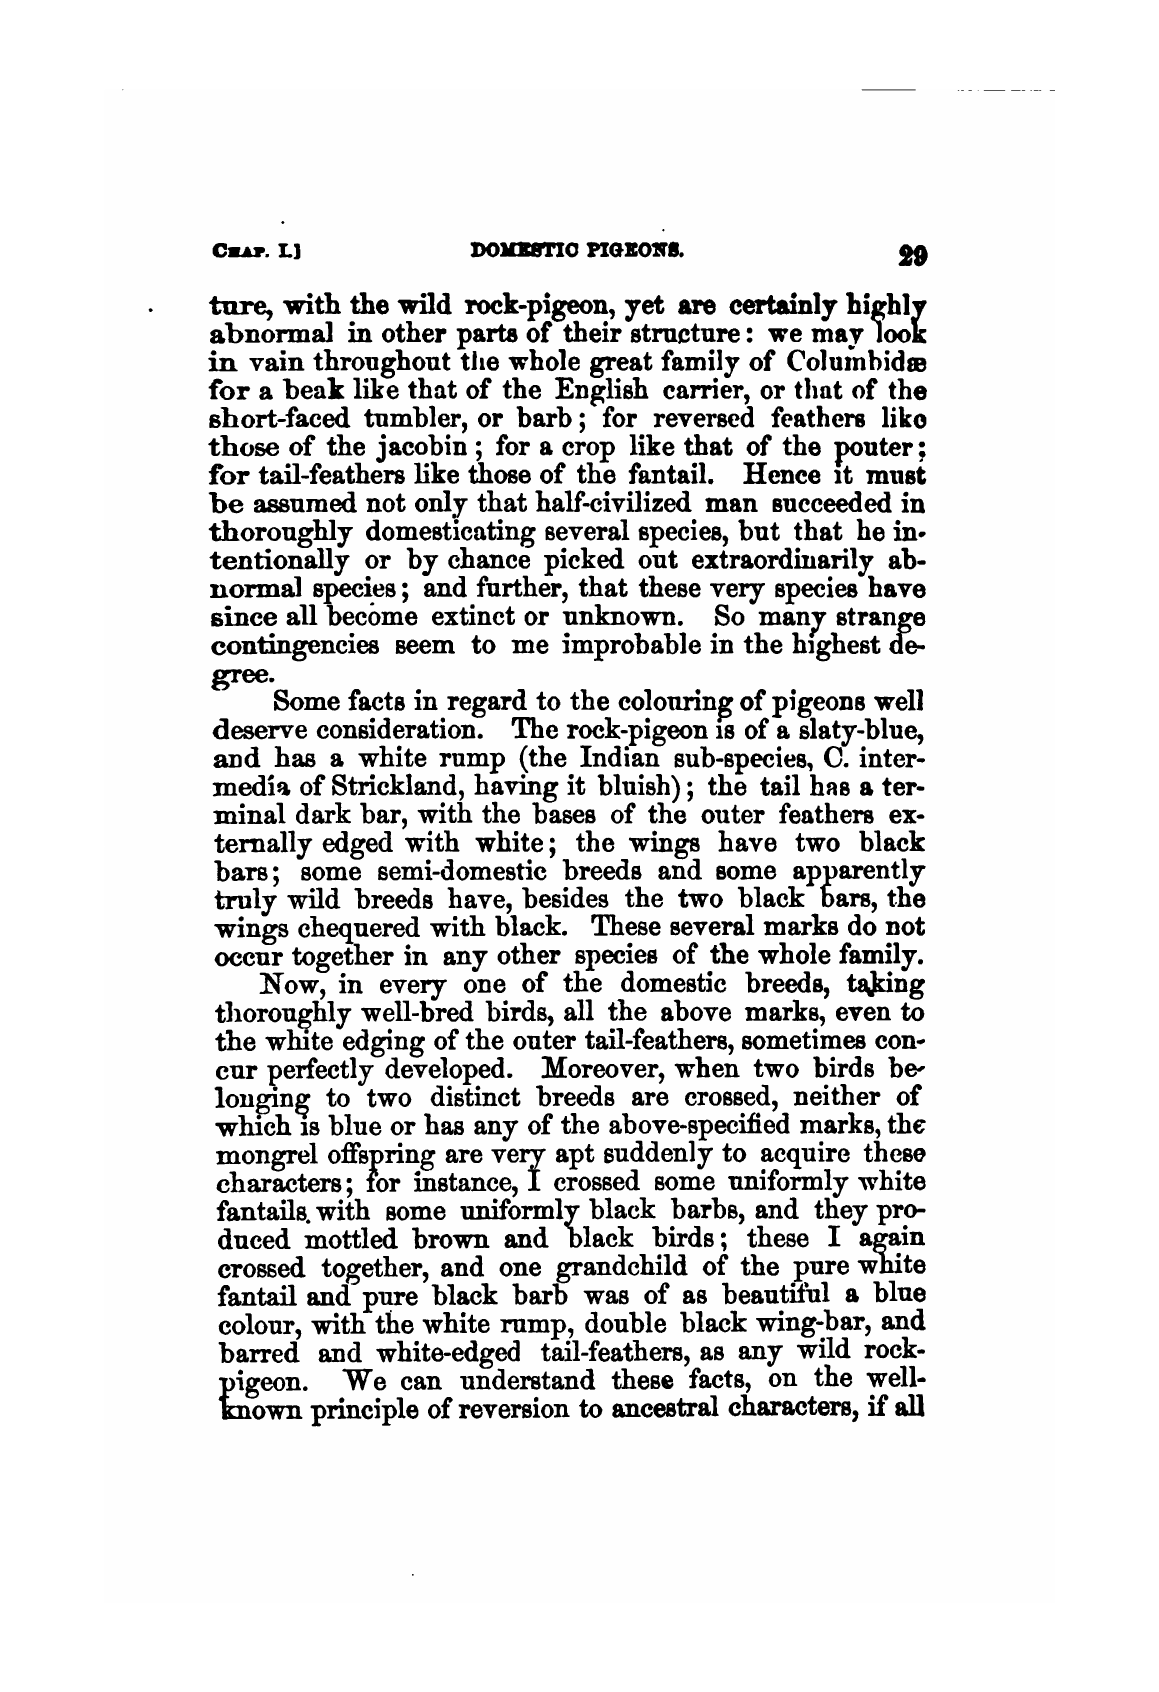 CHAP. I.] DOMESTIC PIGEONS. 29
ture, with the wild rock-pigeon, yet are certainly highly
abnormal in other parts of their structure: we may look
in vain throughout the whole great family of Columbidæ
for a beak like that of the English carrier, or that of the
short-faced tumbler, or barb; for reversed feathers like
those of the jacobin; for a crop like that of the pouter;
for tail-feathers like those of the fantail. Hence it must
be assumed not only that half-civilized man succeeded in
thoroughly domesticating several species, but that he in-
tentionally or by chance picked out extraordinarily ab-
normal species; and further, that these very species have
since all become extinct or unknown. So many strange
contingencies seem to me improbable in the highest de-
gree.
Some facts in regard to the colouring of pigeons well
deserve consideration. The rock-pigeon is of a slaty-blue,
and has a white rump (the Indian sub-species, C. inter-
media of Strickland, having it bluish); the tail has a ter-
minal dark bar, with the bases of the outer feathers ex-
ternally edged with white; the wings have two black
bars; some semi-domestic breeds and some apparently
truly wild breeds have, besides the two black bars, the
wings chequered with black. These several marks do not
occur together in any other species of the whole family.
Now, in every one of the domestic breeds, taking
thoroughly well-bred birds, all the above marks, even to
the white edging of the outer tail-feathers, sometimes con-
cur perfectly developed. Moreover, when two birds be-
longing to two distinct breeds are crossed, neither of
which is blue or has any of the above-specified marks, the
mongrel offspring are very apt suddenly to acquire these
characters; for instance, I crossed some uniformly white
fantails with some uniformly black barbs, and they pro-
duced mottled brown and black birds; these I again
crossed together, and one grandchild of the pure white
fantail and pure black barb was of as beautiful a blue
colour, with the white rump, double black wing-bar, and
barred and white-edged tail-feathers, as any wild rock-
pigeon. We can understand these facts, on the well-
known principle of reversion to ancestral characters, if all